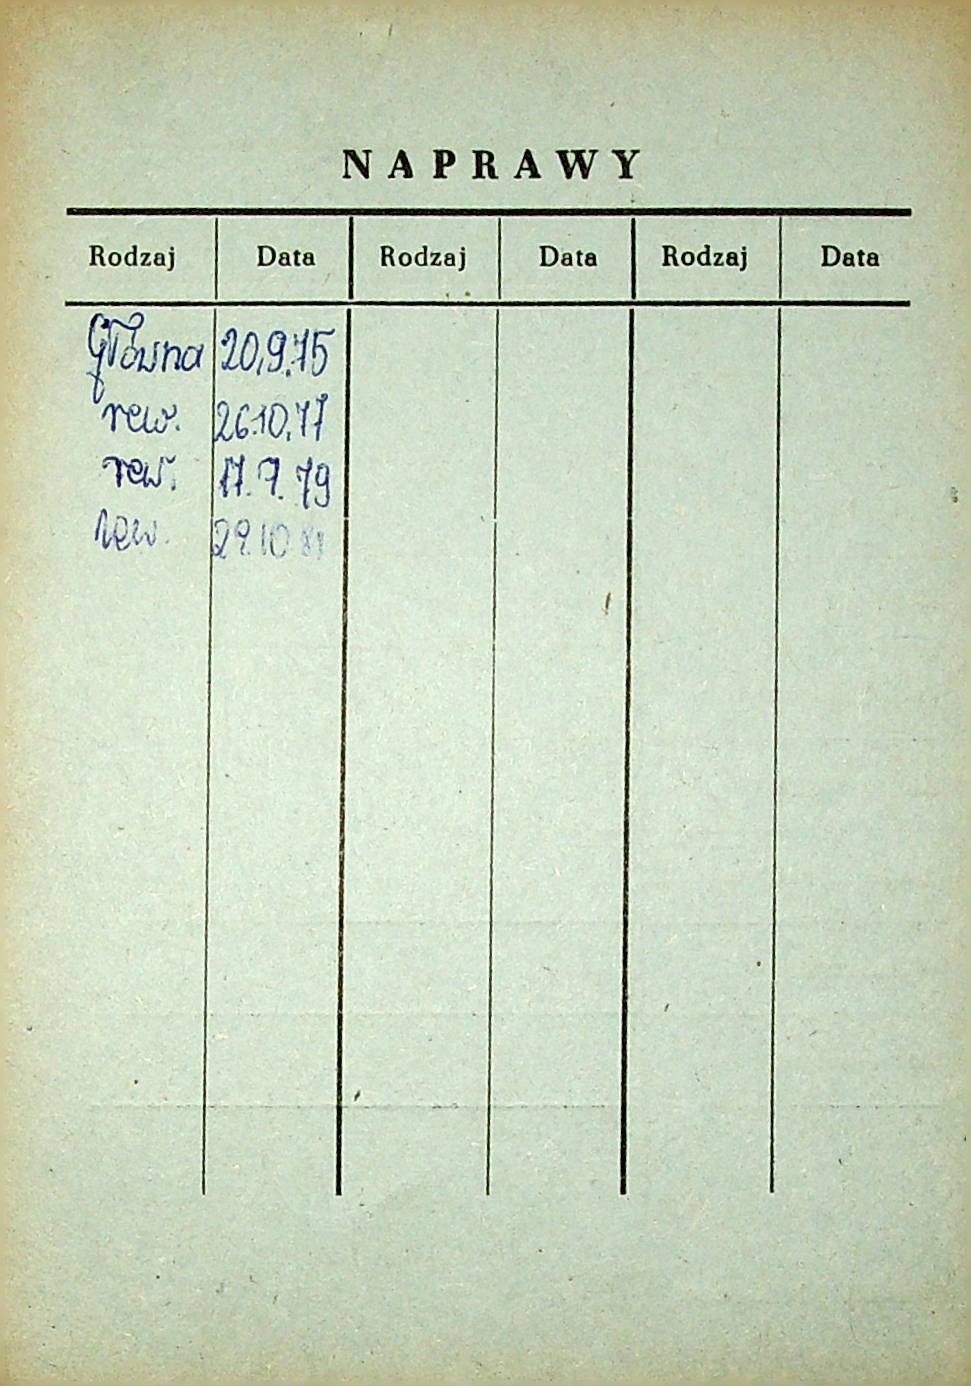 NAPRAWY
Rodzaj Data Rodzaj Data Rodzaj Data
Główna 20.9.75
rew. 26.10.77
rew. 17.7.79
rew. 29.10.81